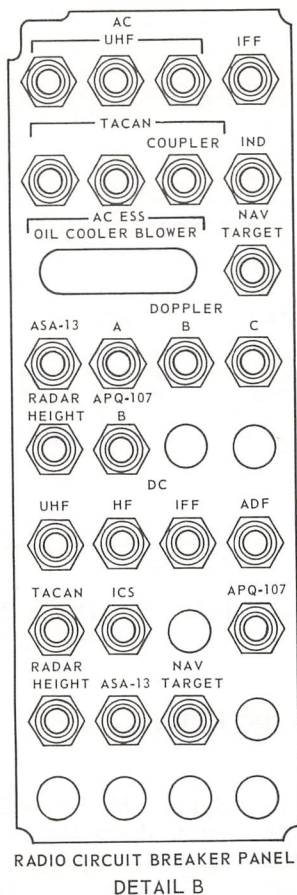 AC
UHF IFF
TACAN
COUPLER IND
AC ESS NAV
OIL COOLER BLOWER TARGET
DOPPLER
ASA-13 A B C
RADAR APQ-107
HEIGHT B
DC
UHF HF IFF ADF
TACAN ICS APQ-107
RADAR NAV
HEIGHT ASA-13 TARGET
RADIO CIRCUIT BREAKER PANEL
DETAIL B